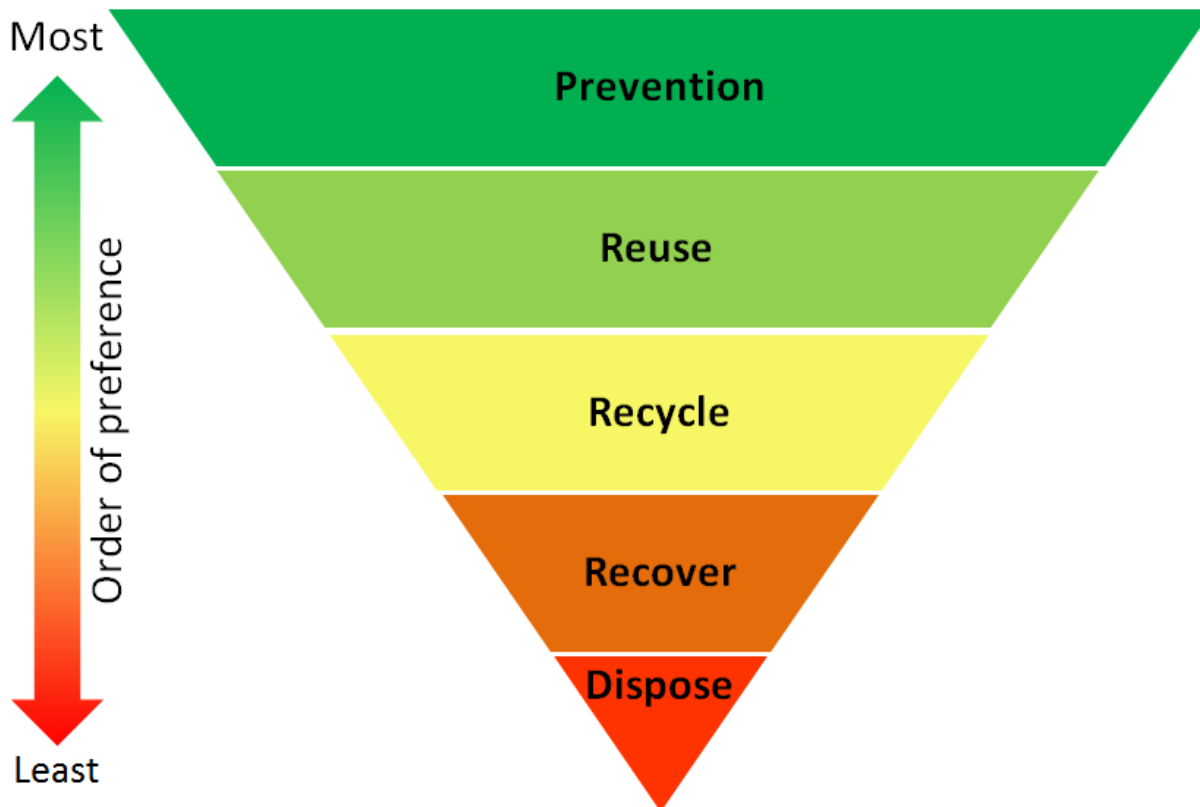 Most
Prevention
Reuse
Order of preference
Recycle
Recover
Dispose
Least